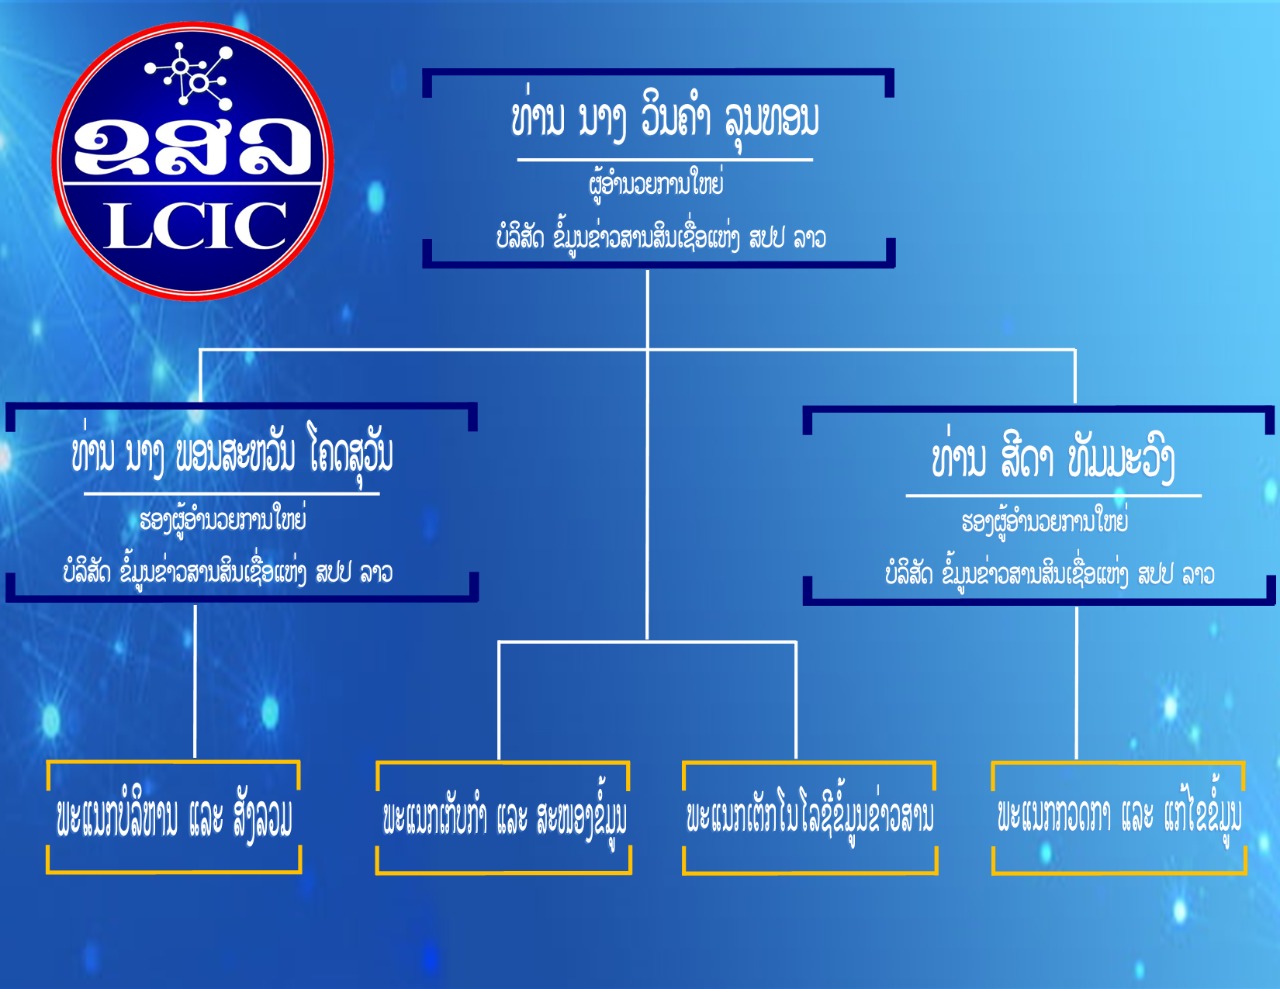 ຂສລ
LCIC
ທ່ານ ນາງ ວິນຄຳ ລຸນທອນ
ຜູ້ອຳນວຍການໃຫຍ່
ບໍລິສັດ ຂໍ້ມູນຂ່າວສານສິນເຊື່ອແຫ່ງ ສປປ ລາວ
ທ່ານ ນາງ ພອນສະຫວັນ ໂຄດສຸວັນ
ຮອງຜູ້ອຳນວຍການໃຫຍ່
ບໍລິສັດ ຂໍ້ມູນຂ່າວສານສິນເຊື່ອແຫ່ງ ສປປ ລາວ
ທ່ານ ສີດາ ທັມມະວົງ
ຮອງຜູ້ອຳນວຍການໃຫຍ່
ບໍລິສັດ ຂໍ້ມູນຂ່າວສານສິນເຊື່ອແຫ່ງ ສປປ ລາວ
ພະແນກບໍລິຫານ ແລະ ສັງລວມ
ພະແນກເກັບກຳ ແລະ ສະໜອງຂໍ້ມູນ
ພະແນກເຕັກໂນໂລຊີຂໍ້ມູນຂ່າວສານ
ພະແນກກວດກາ ແລະ ແກ້ໄຂຂໍ້ມູນ